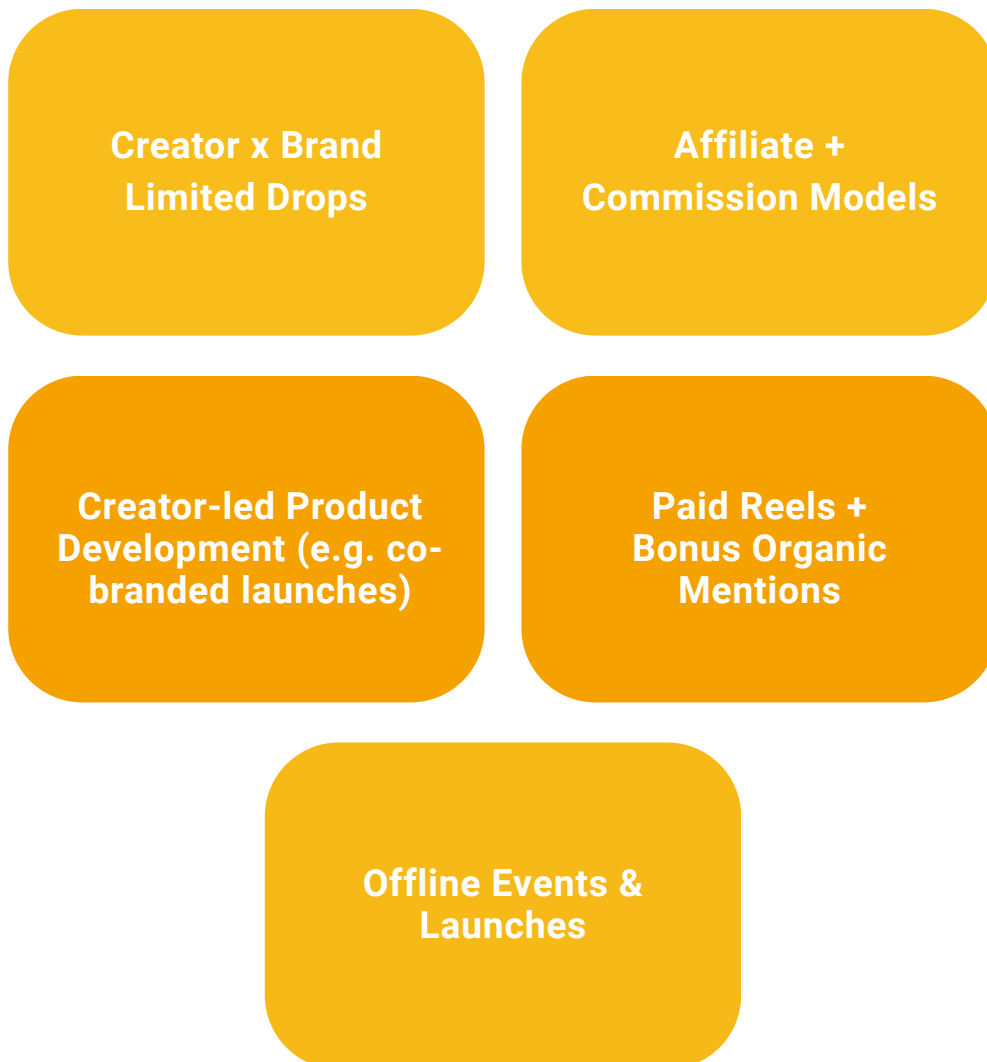 Creator x Brand
Limited Drops
Affiliate +
Commission Models
Creator-led Product
Development (e.g. co-
branded launches)
Paid Reels +
Bonus Organic
Mentions
Offline Events &
Launches